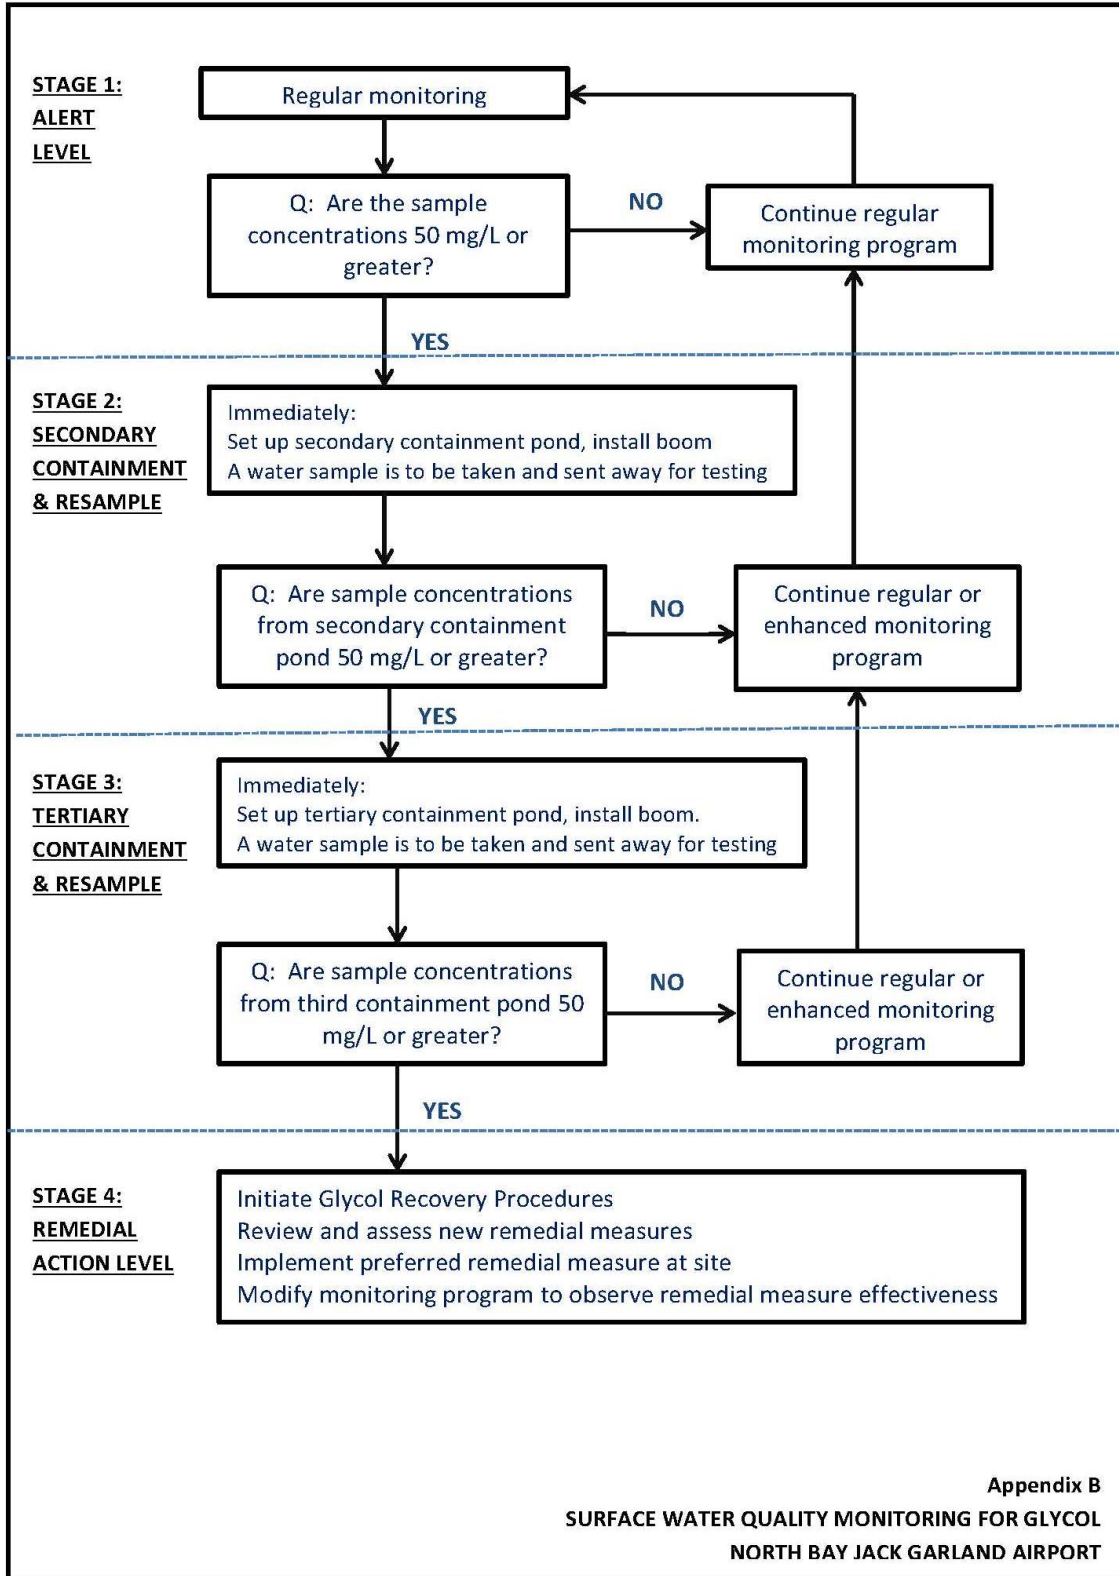 STAGE 1:
ALERT
LEVEL
Regular monitoring
Q: Are the sample
concentrations 50 mg/L or
greater?
NO
Continue regular
monitoring program
YES
STAGE 2:
SECONDARY
CONTAINMENT
& RESAMPLE
Immediately:
Set up secondary containment pond, install boom
A water sample is to be taken and sent away for testing
Q: Are sample concentrations
from secondary containment
pond 50 mg/L or greater?
NO
Continue regular or
enhanced monitoring
program
YES
STAGE 3:
TERTIARY
CONTAINMENT
& RESAMPLE
Immediately:
Set up tertiary containment pond, install boom.
A water sample is to be taken and sent away for testing
Q: Are sample concentrations
from third containment pond 50
mg/L or greater?
NO
Continue regular or
enhanced monitoring
program
YES
STAGE 4:
REMEDIAL
ACTION LEVEL
Initiate Glycol Recovery Procedures
Review and assess new remedial measures
Implement preferred remedial measure at site
Modify monitoring program to observe remedial measure effectiveness
Appendix B
SURFACE WATER QUALITY MONITORING FOR GLYCOL
NORTH BAY JACK GARLAND AIRPORT